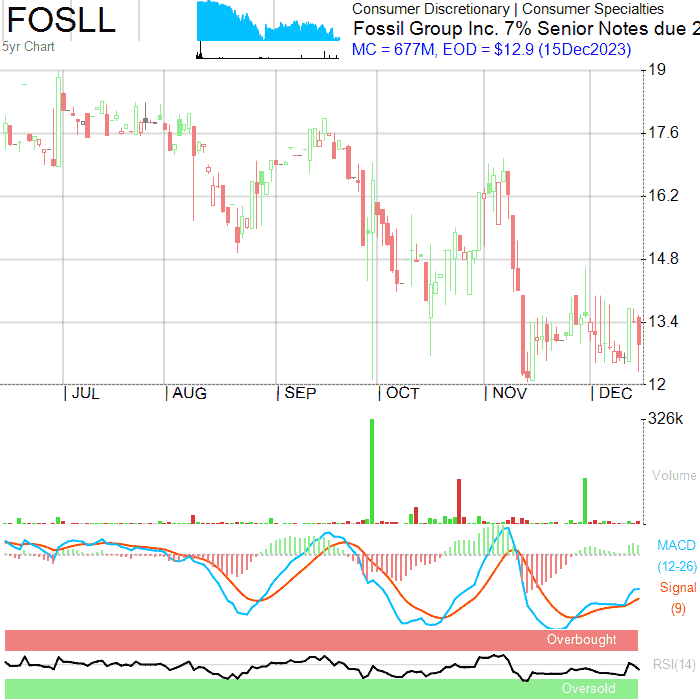 FOSLL
5yr Chart
Consumer Discretionary | Consumer Specialties
Fossil Group Inc. 7% Senior Notes due 2
MC = 677M, EOD = $12.9 (15Dec2023)
19
17.6
16.2
14.8
13.4
12
JUL
AUG
SEP
OCT
NOV
DEC
326k
Volume
MACD
(12-26)
Signal
(9)
Overbought
RSI(14)
Oversold